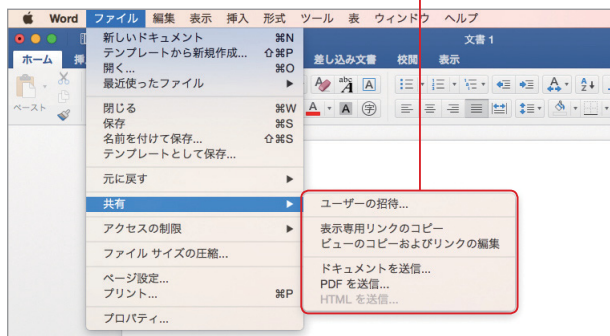 Word ファイル 編集 表示 挿入 形式 ツール 表 ウィンドウ ヘルプ
文書 1
ホーム 差し込み文書 校閲 表示
ペースト
新しいドキュメント ⌘N
テンプレートから新規作成... ⇧⌘P
開く... ⌘O
最近使ったファイル ▶
閉じる ⌘W
保存 ⌘S
名前を付けて保存... ⇧⌘S
テンプレートとして保存...
元に戻す ▶
共有 ▶
アクセスの制限 ▶
ファイル サイズの圧縮...
ページ設定...
プリント... ⌘P
プロパティ...
ユーザーの招待...
表示専用リンクのコピー
ビューのコピーおよびリンクの編集
ドキュメントを送信...
PDF を送信...
HTML を送信...